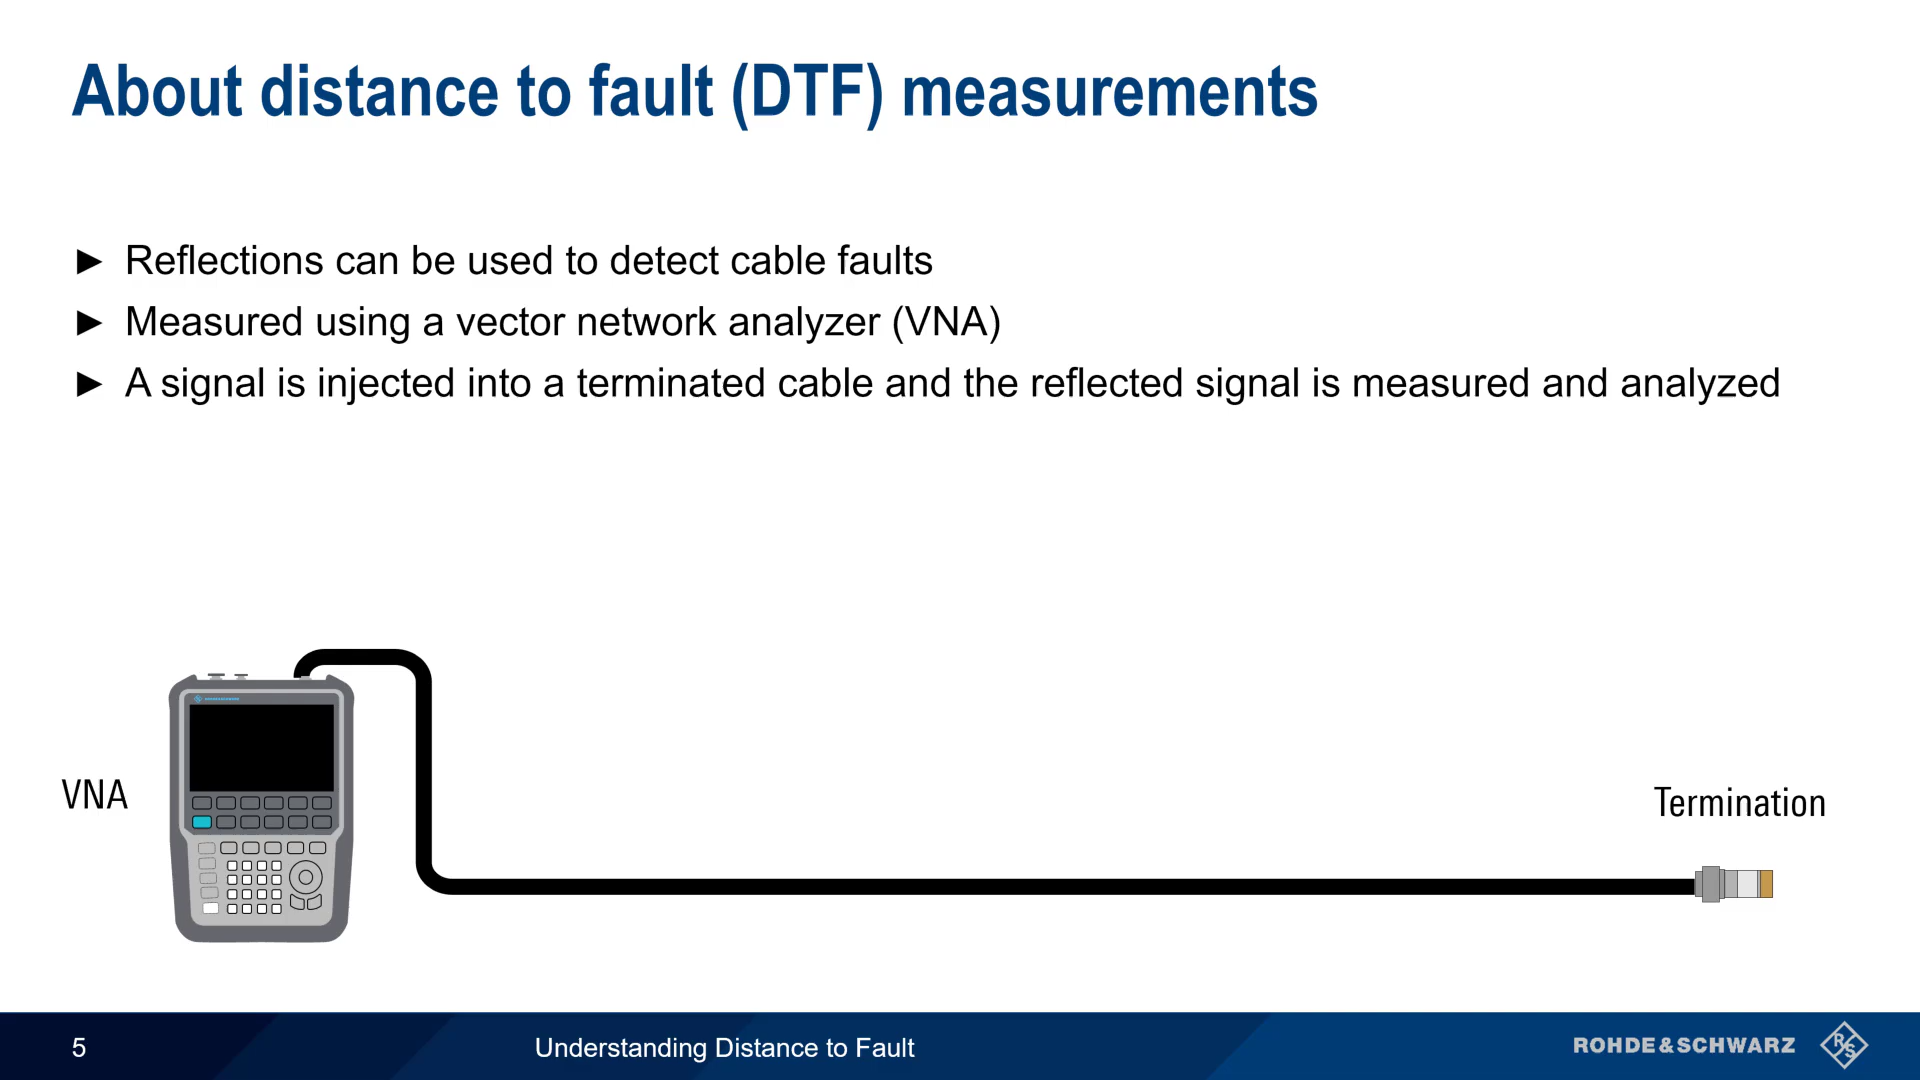 About distance to fault (DTF) measurements
► Reflections can be used to detect cable faults
► Measured using a vector network analyzer (VNA)
► A signal is injected into a terminated cable and the reflected signal is measured and analyzed
VNA
Termination
5
Understanding Distance to Fault
ROHDE&SCHWARZ
R&S